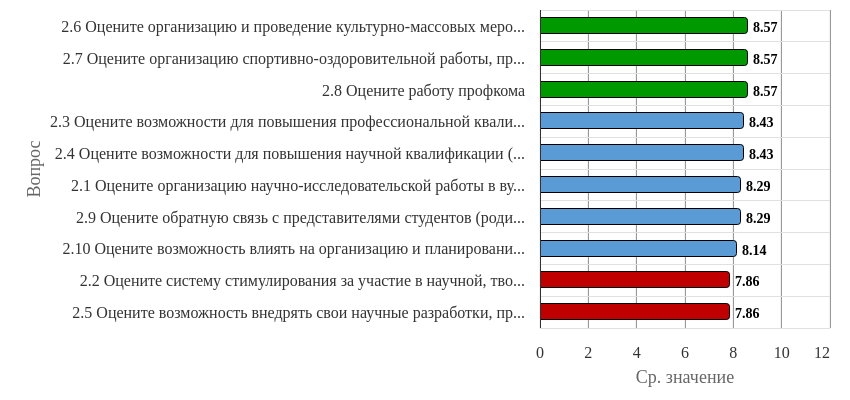 2.6 Оцените организацию и проведение культурно-массовых меро... 8.57
2.7 Оцените организацию спортивно-оздоровительной работы, пр... 8.57
2.8 Оцените работу профкома 8.57
2.3 Оцените возможности для повышения профессиональной квали... 8.43
2.4 Оцените возможности для повышения научной квалификации (... 8.43
2.1 Оцените организацию научно-исследовательской работы в ву... 8.29
2.9 Оцените обратную связь с представителями студентов (роди... 8.29
2.10 Оцените возможность влиять на организацию и планировани... 8.14
2.2 Оцените систему стимулирования за участие в научной, тво... 7.86
2.5 Оцените возможность внедрять свои научные разработки, пр... 7.86
Вопрос
0 2 4 6 8 10 12
Ср. значение